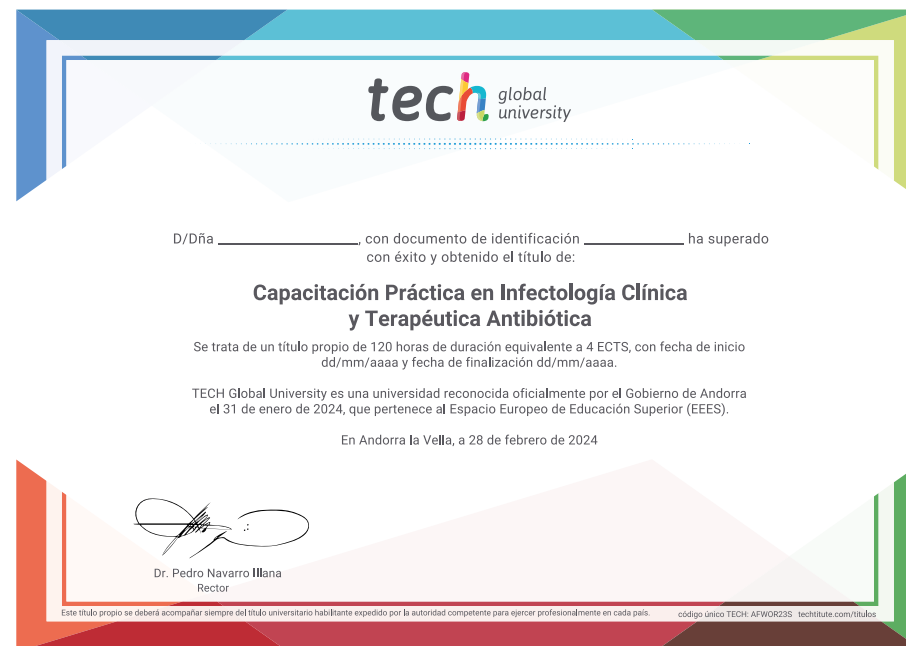 tech global university
D/Dña ____________________, con documento de identificación ______________ ha superado
con éxito y obtenido el título de:
Capacitación Práctica en Infectología Clínica
y Terapéutica Antibiótica
Se trata de un título propio de 120 horas de duración equivalente a 4 ECTS, con fecha de inicio
dd/mm/aaaa y fecha de finalización dd/mm/aaaa.
TECH Global University es una universidad reconocida oficialmente por el Gobierno de Andorra
el 31 de enero de 2024, que pertenece al Espacio Europeo de Educación Superior (EEES).
En Andorra la Vella, a 28 de febrero de 2024
Dr. Pedro Navarro Illana
Rector
Este título propio se deberá acompañar siempre del título universitario habilitante expedido por la autoridad competente para ejercer profesionalmente en cada país.
código único TECH: AFWOR23S techtitute.com/titulos